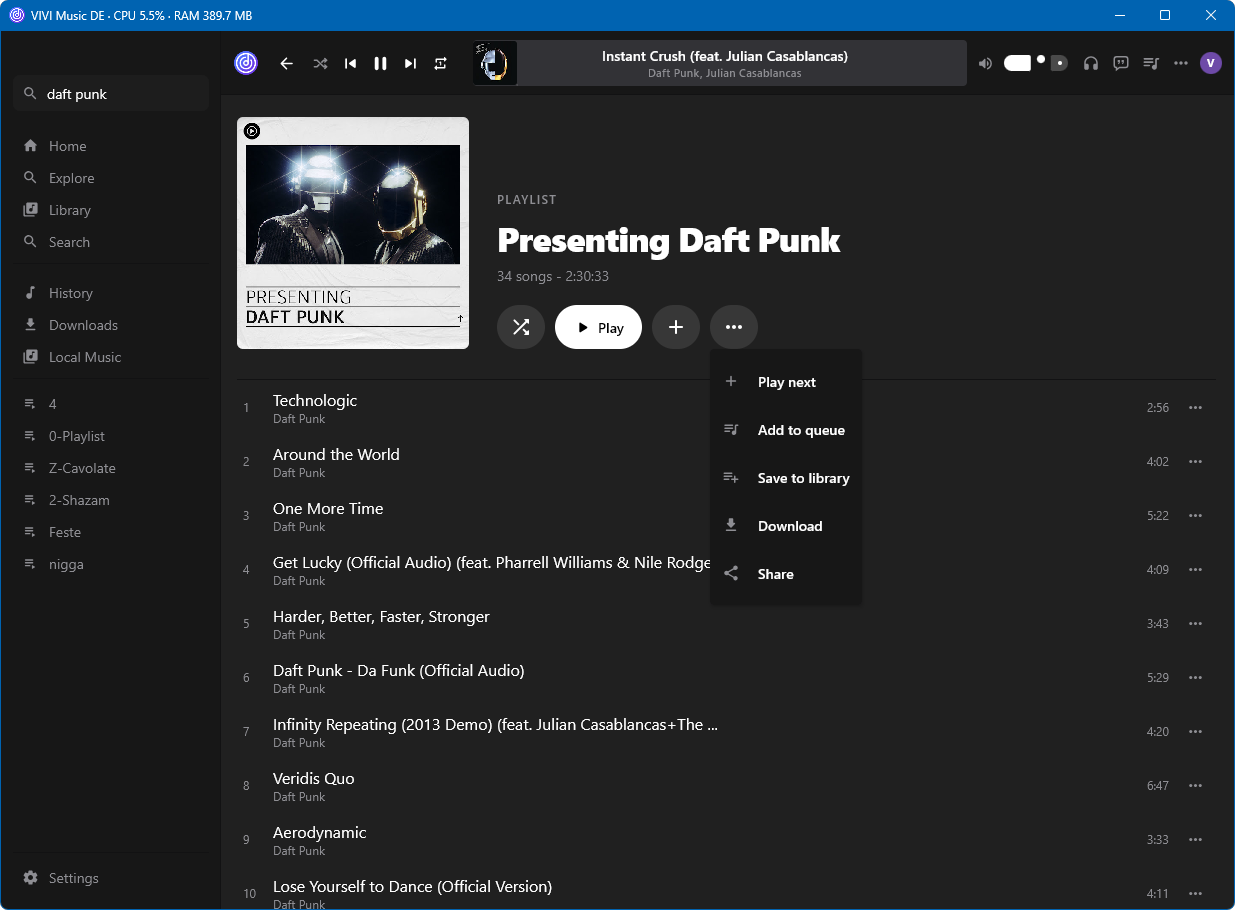 VIVI Music DE · CPU 5.5% · RAM 389.7 MB
daft punk
Home
Explore
Library
Search
History
Downloads
Local Music
4
0-Playlist
Z-Cavolate
2-Shazam
Feste
nigga
Settings
Instant Crush (feat. Julian Casablancas)
Daft Punk, Julian Casablancas
V
PRESENTING
DAFT PUNK
PLAYLIST
Presenting Daft Punk
34 songs - 2:30:33
Play
Play next
Add to queue
Save to library
Download
Share
1 Technologic 2:56
Daft Punk
2 Around the World 4:02
Daft Punk
3 One More Time 5:22
Daft Punk
4 Get Lucky (Official Audio) (feat. Pharrell Williams & Nile Rodge 4:09
Daft Punk
5 Harder, Better, Faster, Stronger 3:43
Daft Punk
6 Daft Punk - Da Funk (Official Audio) 5:29
Daft Punk
7 Infinity Repeating (2013 Demo) (feat. Julian Casablancas+The ... 4:20
Daft Punk
8 Veridis Quo 6:47
Daft Punk
9 Aerodynamic 3:33
Daft Punk
10 Lose Yourself to Dance (Official Version) 4:11
Daft Punk